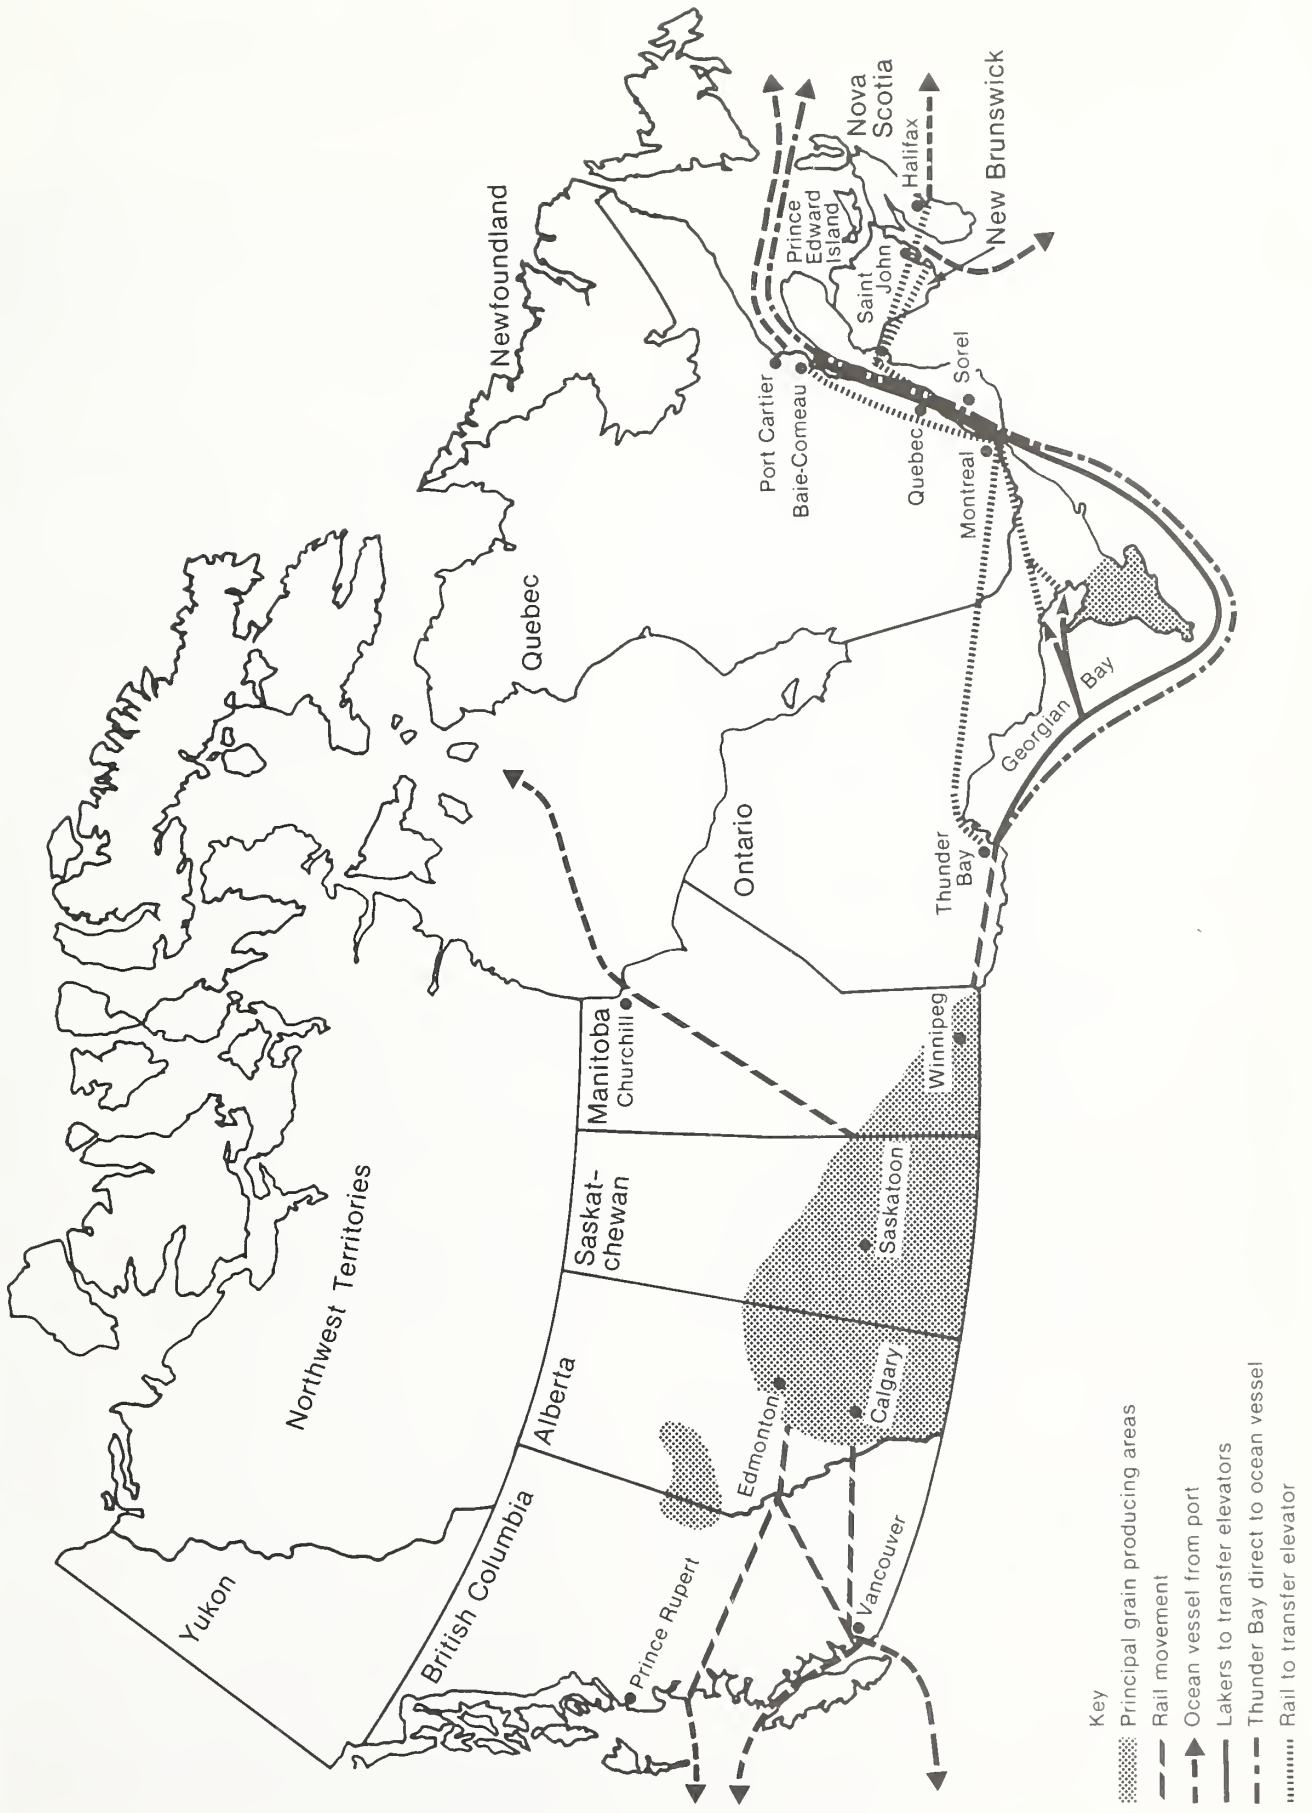 Yukon
Northwest Territories
British Columbia
Alberta
Saskat-
chewan
Manitoba
Churchill
Ontario
Quebec
Newfoundland
Prince Rupert
Vancouver
Edmonton
Calgary
Saskatoon
Winnipeg
Thunder
Bay
Georgian
Bay
Montreal
Quebec
Sorel
Baie-Comeau
Port Cartier
Saint
John
Prince
Edward
Island
Nova
Scotia
Halifax
New Brunswick
Key
Principal grain producing areas
Rail movement
Ocean vessel from port
Lakers to transfer elevators
Thunder Bay direct to ocean vessel
Rail to transfer elevator